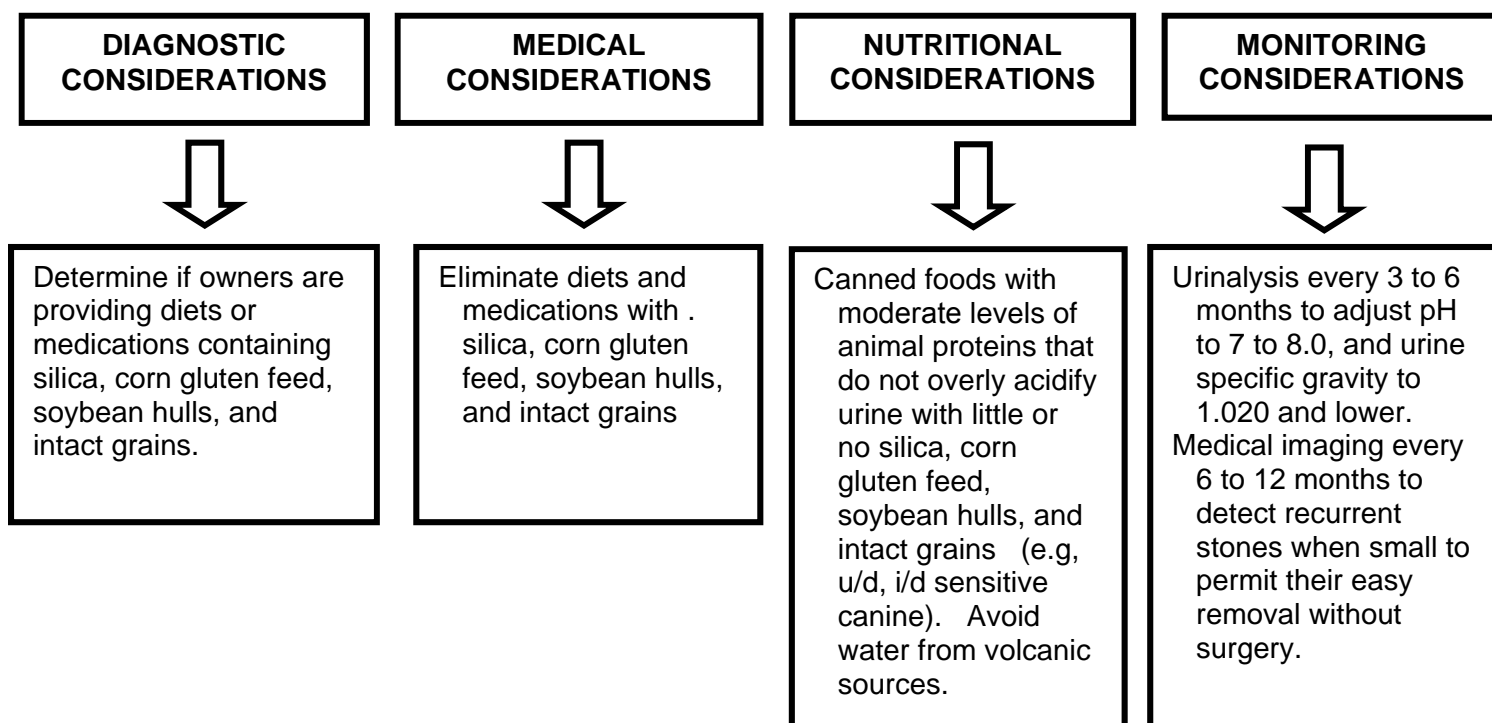 DIAGNOSTIC
CONSIDERATIONS
MEDICAL
CONSIDERATIONS
NUTRITIONAL
CONSIDERATIONS
MONITORING
CONSIDERATIONS
Determine if owners are
providing diets or
medications containing
silica, corn gluten feed,
soybean hulls, and
intact grains.
Eliminate diets and
medications with .
silica, corn gluten
feed, soybean hulls,
and intact grains
Canned foods with
moderate levels of
animal proteins that
do not overly acidify
urine with little or
no silica, corn
gluten feed,
soybean hulls, and
intact grains (e.g,
u/d, i/d sensitive
canine). Avoid
water from volcanic
sources.
Urinalysis every 3 to 6
months to adjust pH
to 7 to 8.0, and urine
specific gravity to
1.020 and lower.
Medical imaging every
6 to 12 months to
detect recurrent
stones when small to
permit their easy
removal without
surgery.